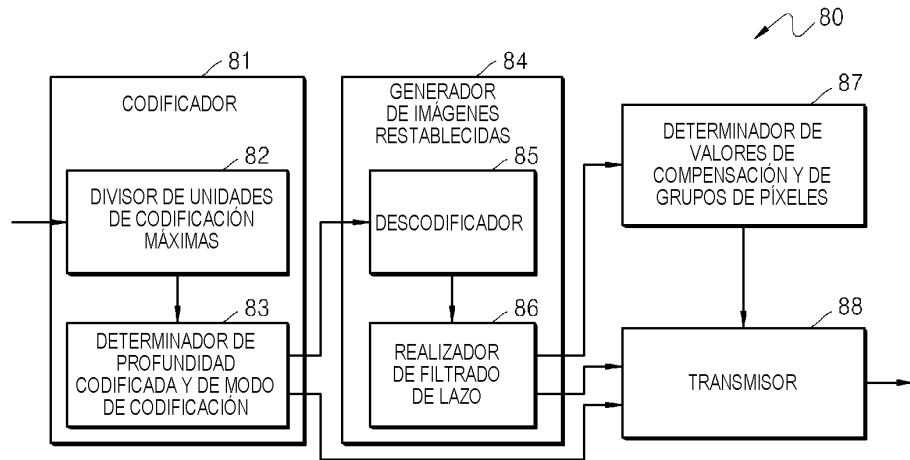 80
81
CODIFICADOR
82
DIVISOR DE UNIDADES
DE CODIFICACIÓN
MÁXIMAS
83
DETERMINADOR DE
PROFUNDIDAD
CODIFICADA Y DE MODO
DE CODIFICACIÓN
84
GENERADOR
DE IMÁGENES
RESTABLECIDAS
85
DESCODIFICADOR
86
REALIZADOR
DE FILTRADO
DE LAZO
87
DETERMINADOR DE
VALORES DE
COMPENSACIÓN Y DE
GRUPOS DE PÍXELES
88
TRANSMISOR